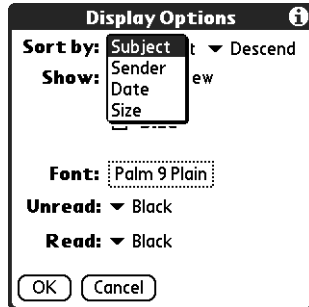 Display Options i
Sort by: Subject t Descend
Sender
Show: ew
Date
Size
Font: Palm 9 Plain
Unread: Black
Read: Black
OK Cancel